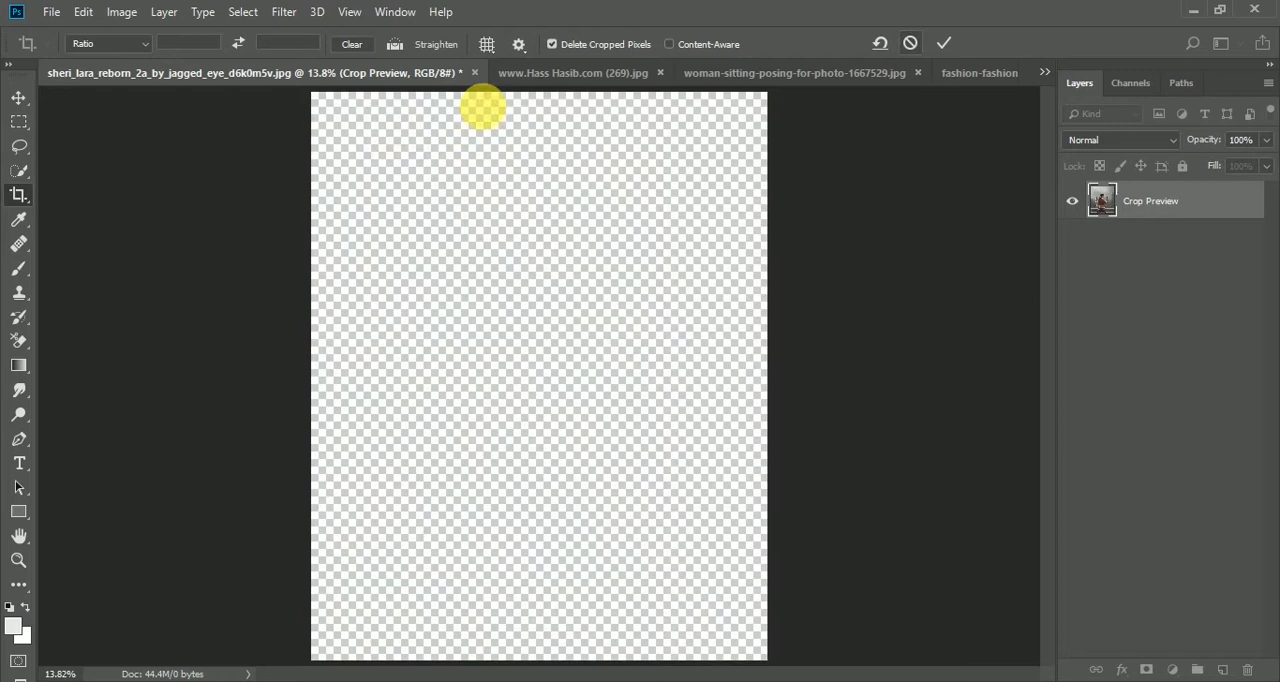 Ps File Edit Image Layer Type Select Filter 3D View Window Help
Ratio Clear Straighten Delete Cropped Pixels Content-Aware
sheri_lara_reborn_2a_by_jagged_eye_d6k0m5v.jpg @ 13.8% (Crop Preview, RGB/8#) * × www.Hass Hasib.com (269).jpg × woman-sitting-posing-for-photo-1667529.jpg × fashion-fashion
Layers Channels Paths
Kind
Normal Opacity: 100%
Lock: Fill: 100%
Crop Preview
T
13.82% Doc: 44.4M/0 bytes
fx